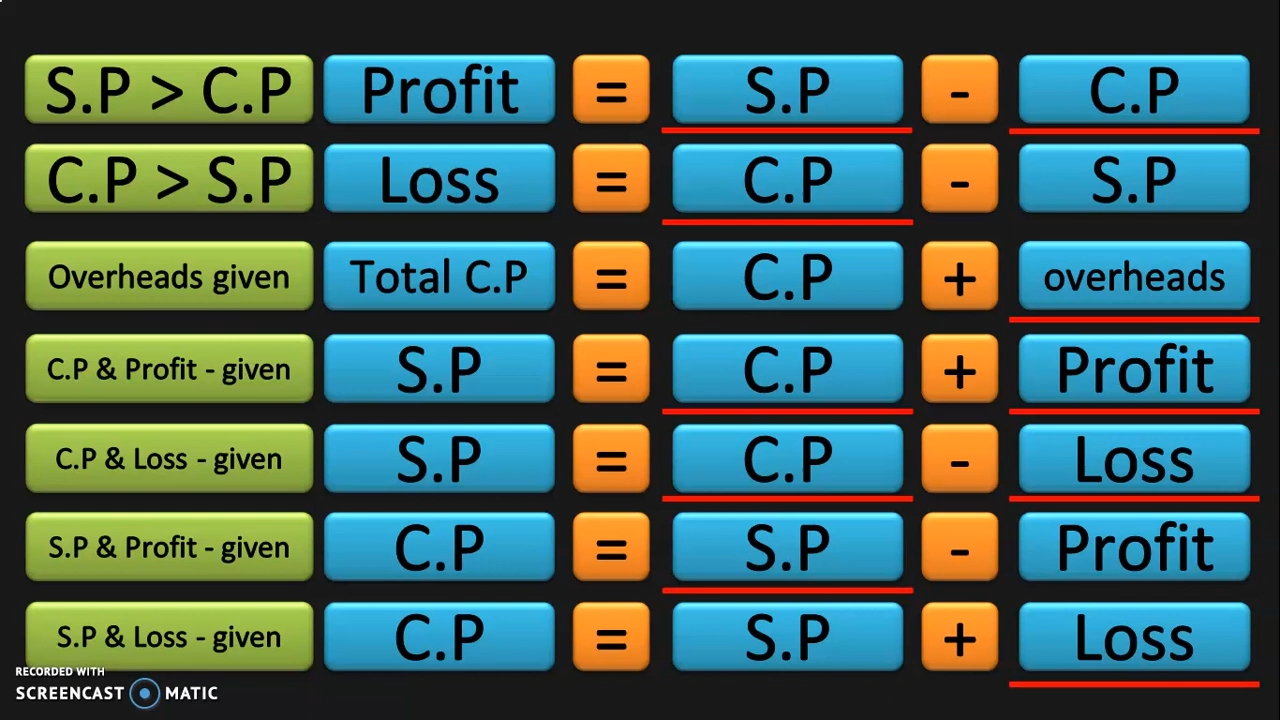 S.P > C.P Profit = S.P - C.P
C.P > S.P Loss = C.P - S.P
Overheads given Total C.P = C.P + overheads
C.P & Profit - given S.P = C.P + Profit
C.P & Loss - given S.P = C.P - Loss
S.P & Profit - given C.P = S.P - Profit
S.P & Loss - given C.P = S.P + Loss
RECORDED WITH
SCREENCAST MATIC